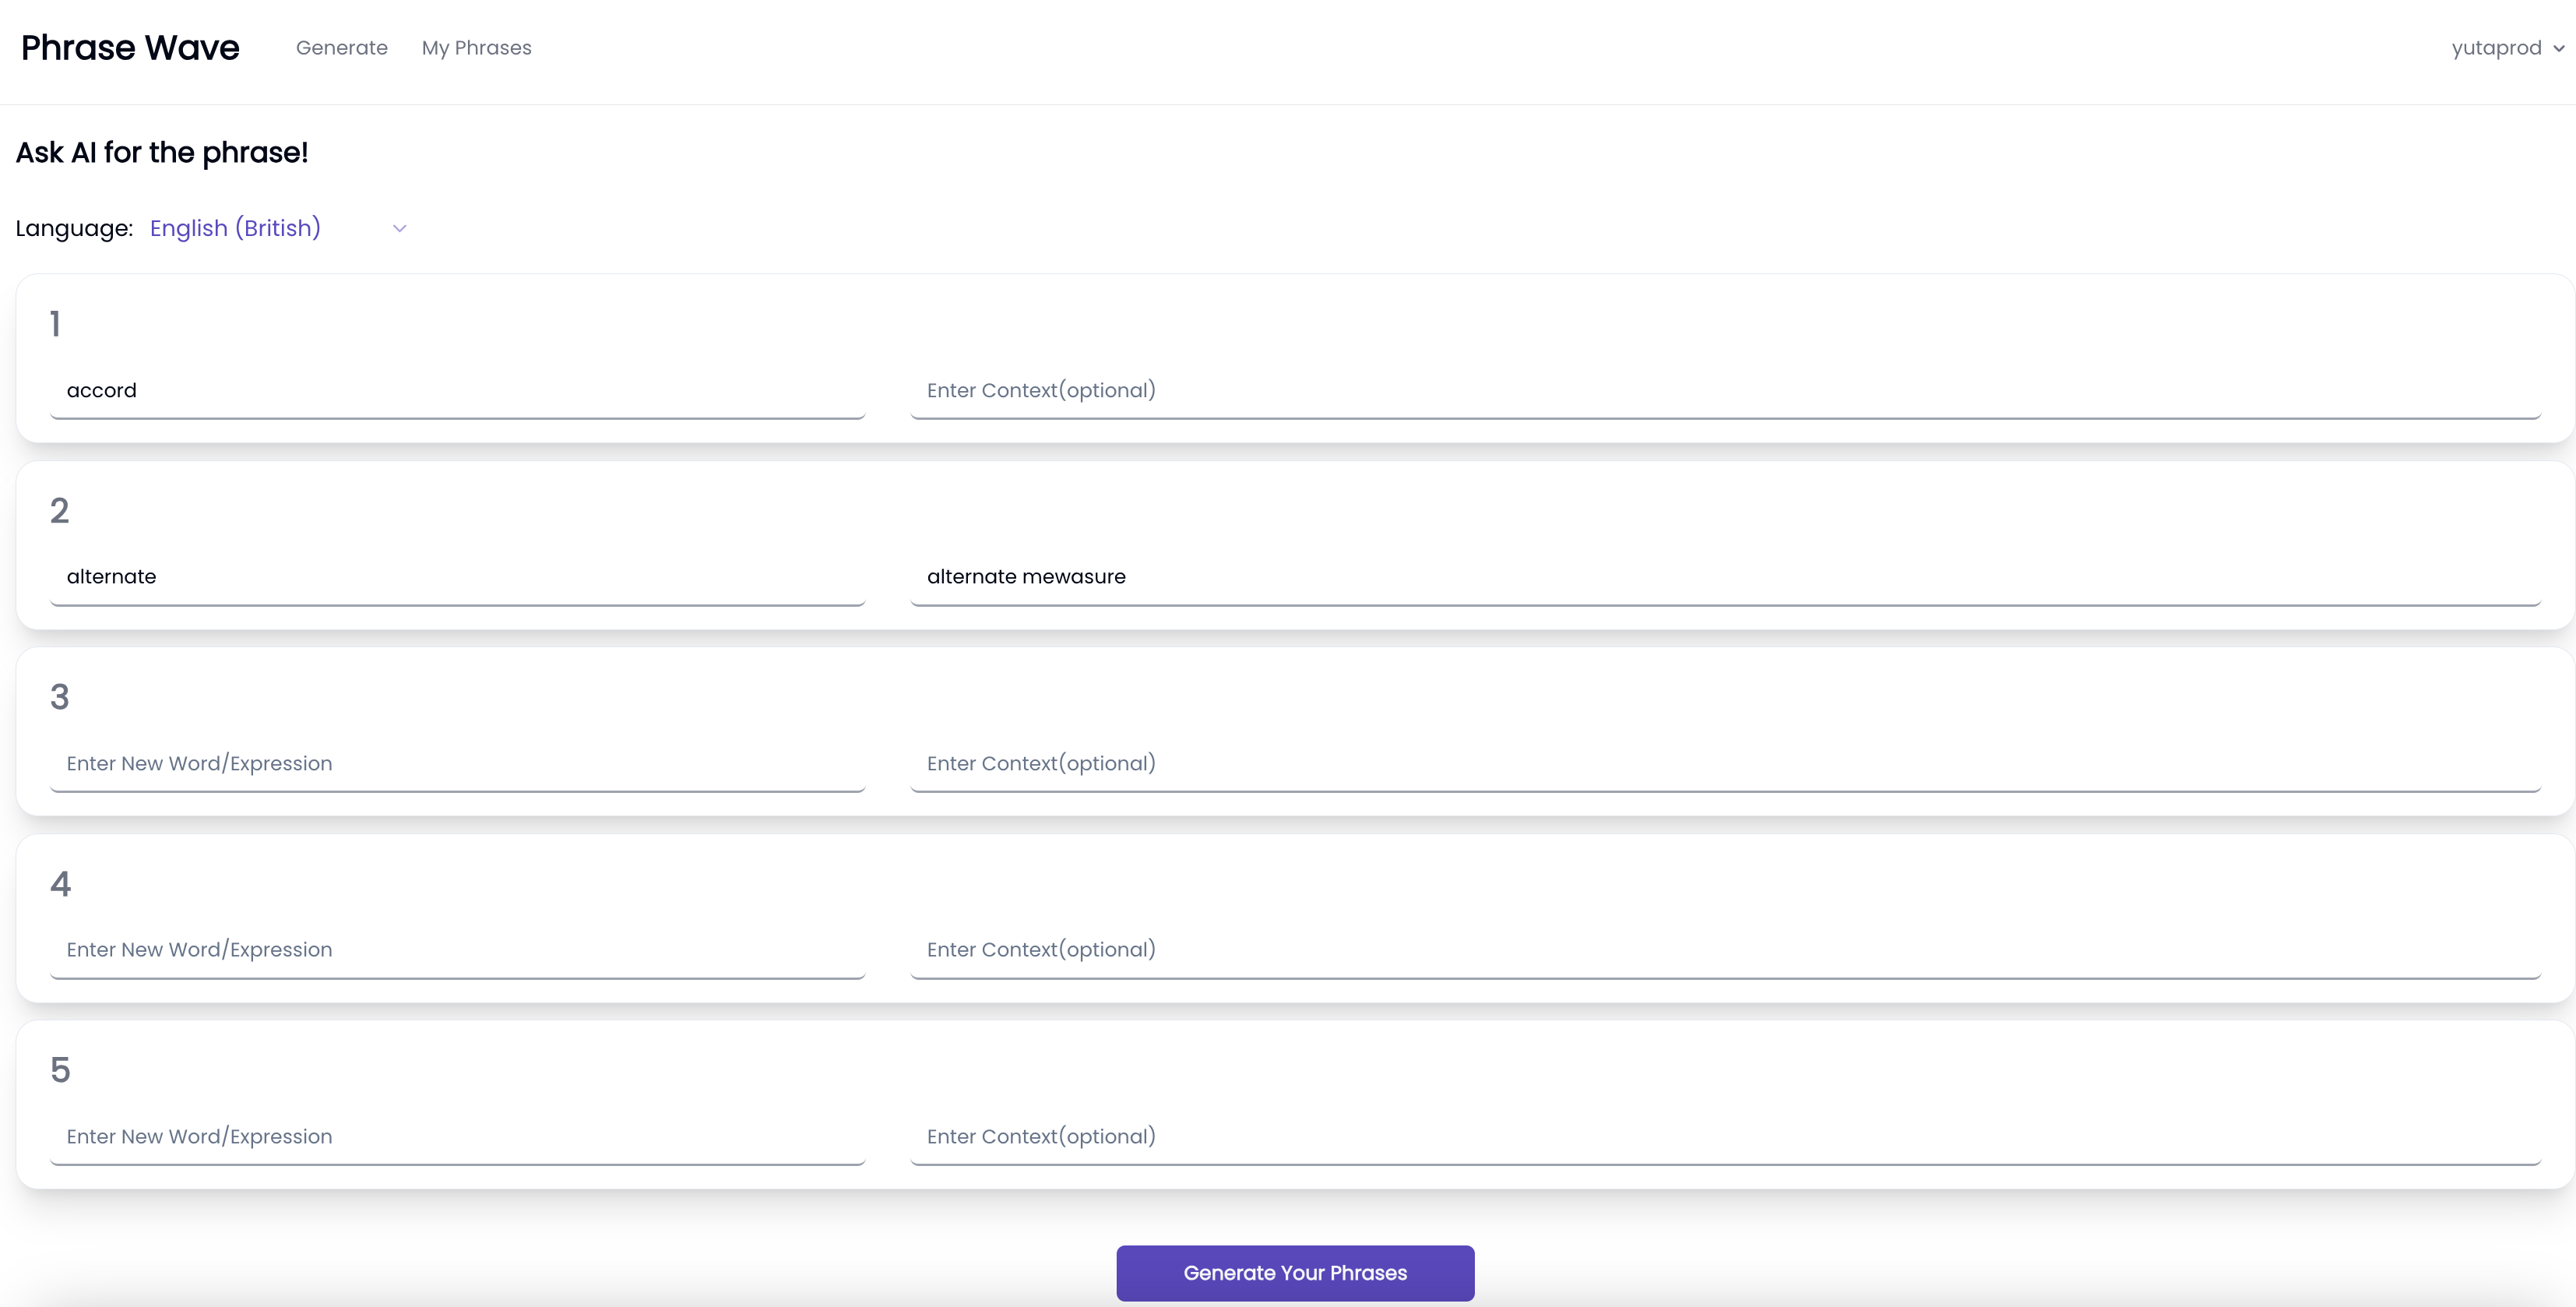 Phrase Wave Generate My Phrases yutaprod
Ask AI for the phrase!
Language: English (British)
1
accord Enter Context(optional)
2
alternate alternate mewasure
3
Enter New Word/Expression Enter Context(optional)
4
Enter New Word/Expression Enter Context(optional)
5
Enter New Word/Expression Enter Context(optional)
Generate Your Phrases